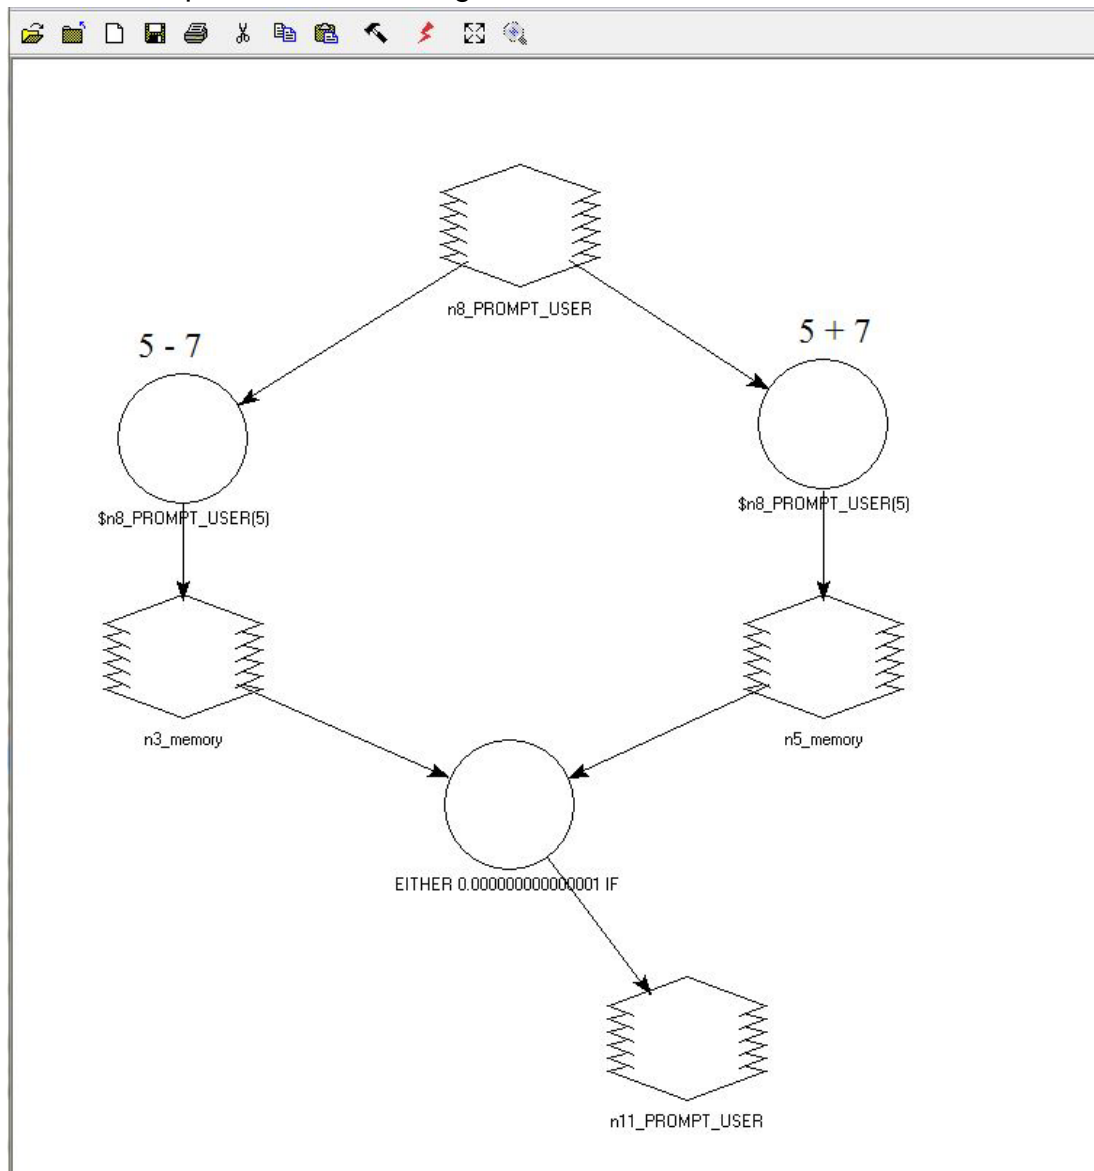 n8_PROMPT_USER
5 - 7
5 + 7
$n8_PROMPT_USER(5)
$n8_PROMPT_USER(5)
n3_memory
n5_memory
EITHER 0.000000000000001 IF
n11_PROMPT_USER